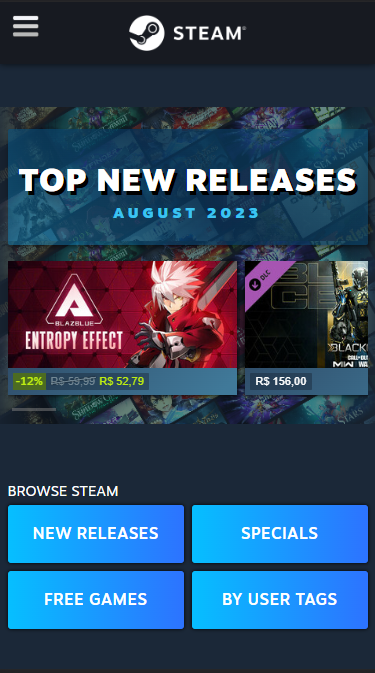 STEAM®
TOP NEW RELEASES
AUGUST 2023
BLAZBLUE
ENTROPY EFFECT
-12% R$ 59,99 R$ 52,79
DLC
BLACK
CALL OF DUTY
R$ 156,00
BROWSE STEAM
NEW RELEASES
SPECIALS
FREE GAMES
BY USER TAGS